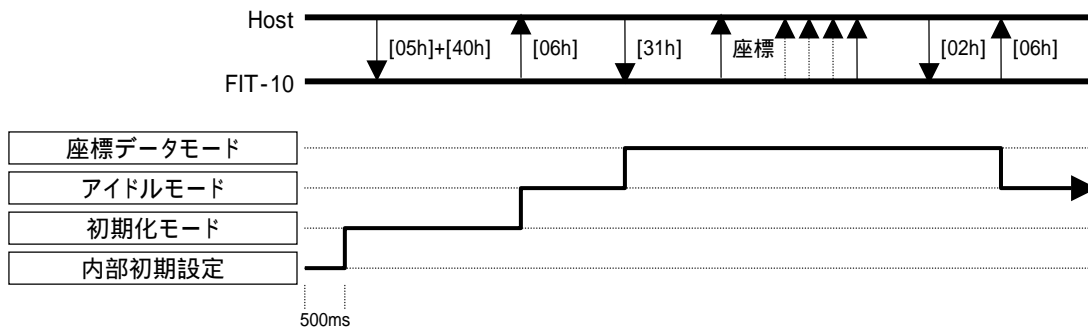 Host
[05h]+[40h] [06h] [31h] 座標 [02h] [06h]
FIT-10
座標データモード
アイドルモード
初期化モード
内部初期設定
500ms